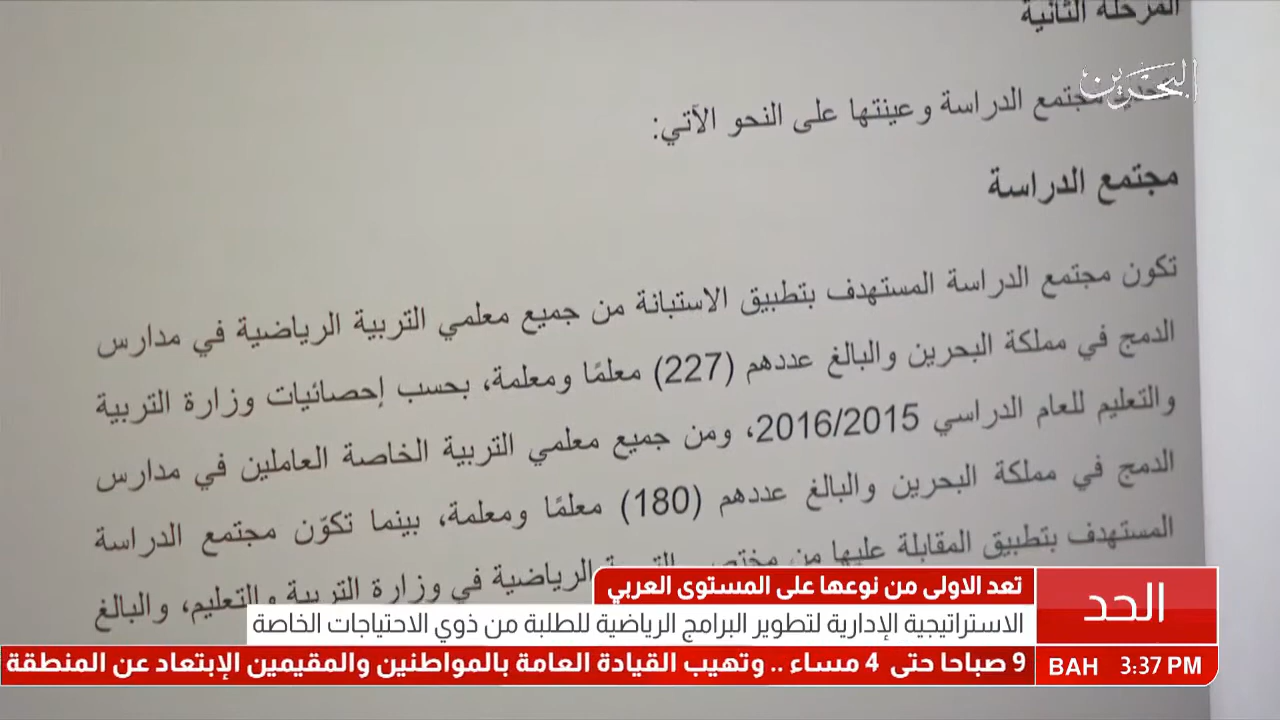 المرحلة الثانية
البحرين
مجتمع الدراسة وعينتها على النحو الآتي:
مجتمع الدراسة
تكون مجتمع الدراسة المستهدف بتطبيق الاستبانة من جميع معلمي التربية الرياضية في مدارس
الدمج في مملكة البحرين والبالغ عددهم (227) معلمًا ومعلمة، بحسب إحصائيات وزارة التربية
والتعليم للعام الدراسي 2016/2015، ومن جميع معلمي التربية الخاصة العاملين في مدارس
الدمج في مملكة البحرين والبالغ عددهم (180) معلمًا ومعلمة، بينما تكوّن مجتمع الدراسة
المستهدف بتطبيق المقابلة عليها من الرياضية في وزارة التربية والتعليم، والبالغ
تعد الاولى من نوعها على المستوى العربي
الحد
الاستراتيجية الإدارية لتطوير البرامج الرياضية للطلبة من ذوي الاحتياجات الخاصة
9 صباحا حتى 4 مساء .. وتهيب القيادة العامة بالمواطنين والمقيمين الإبتعاد عن المنطقة
BAH 3:37 PM